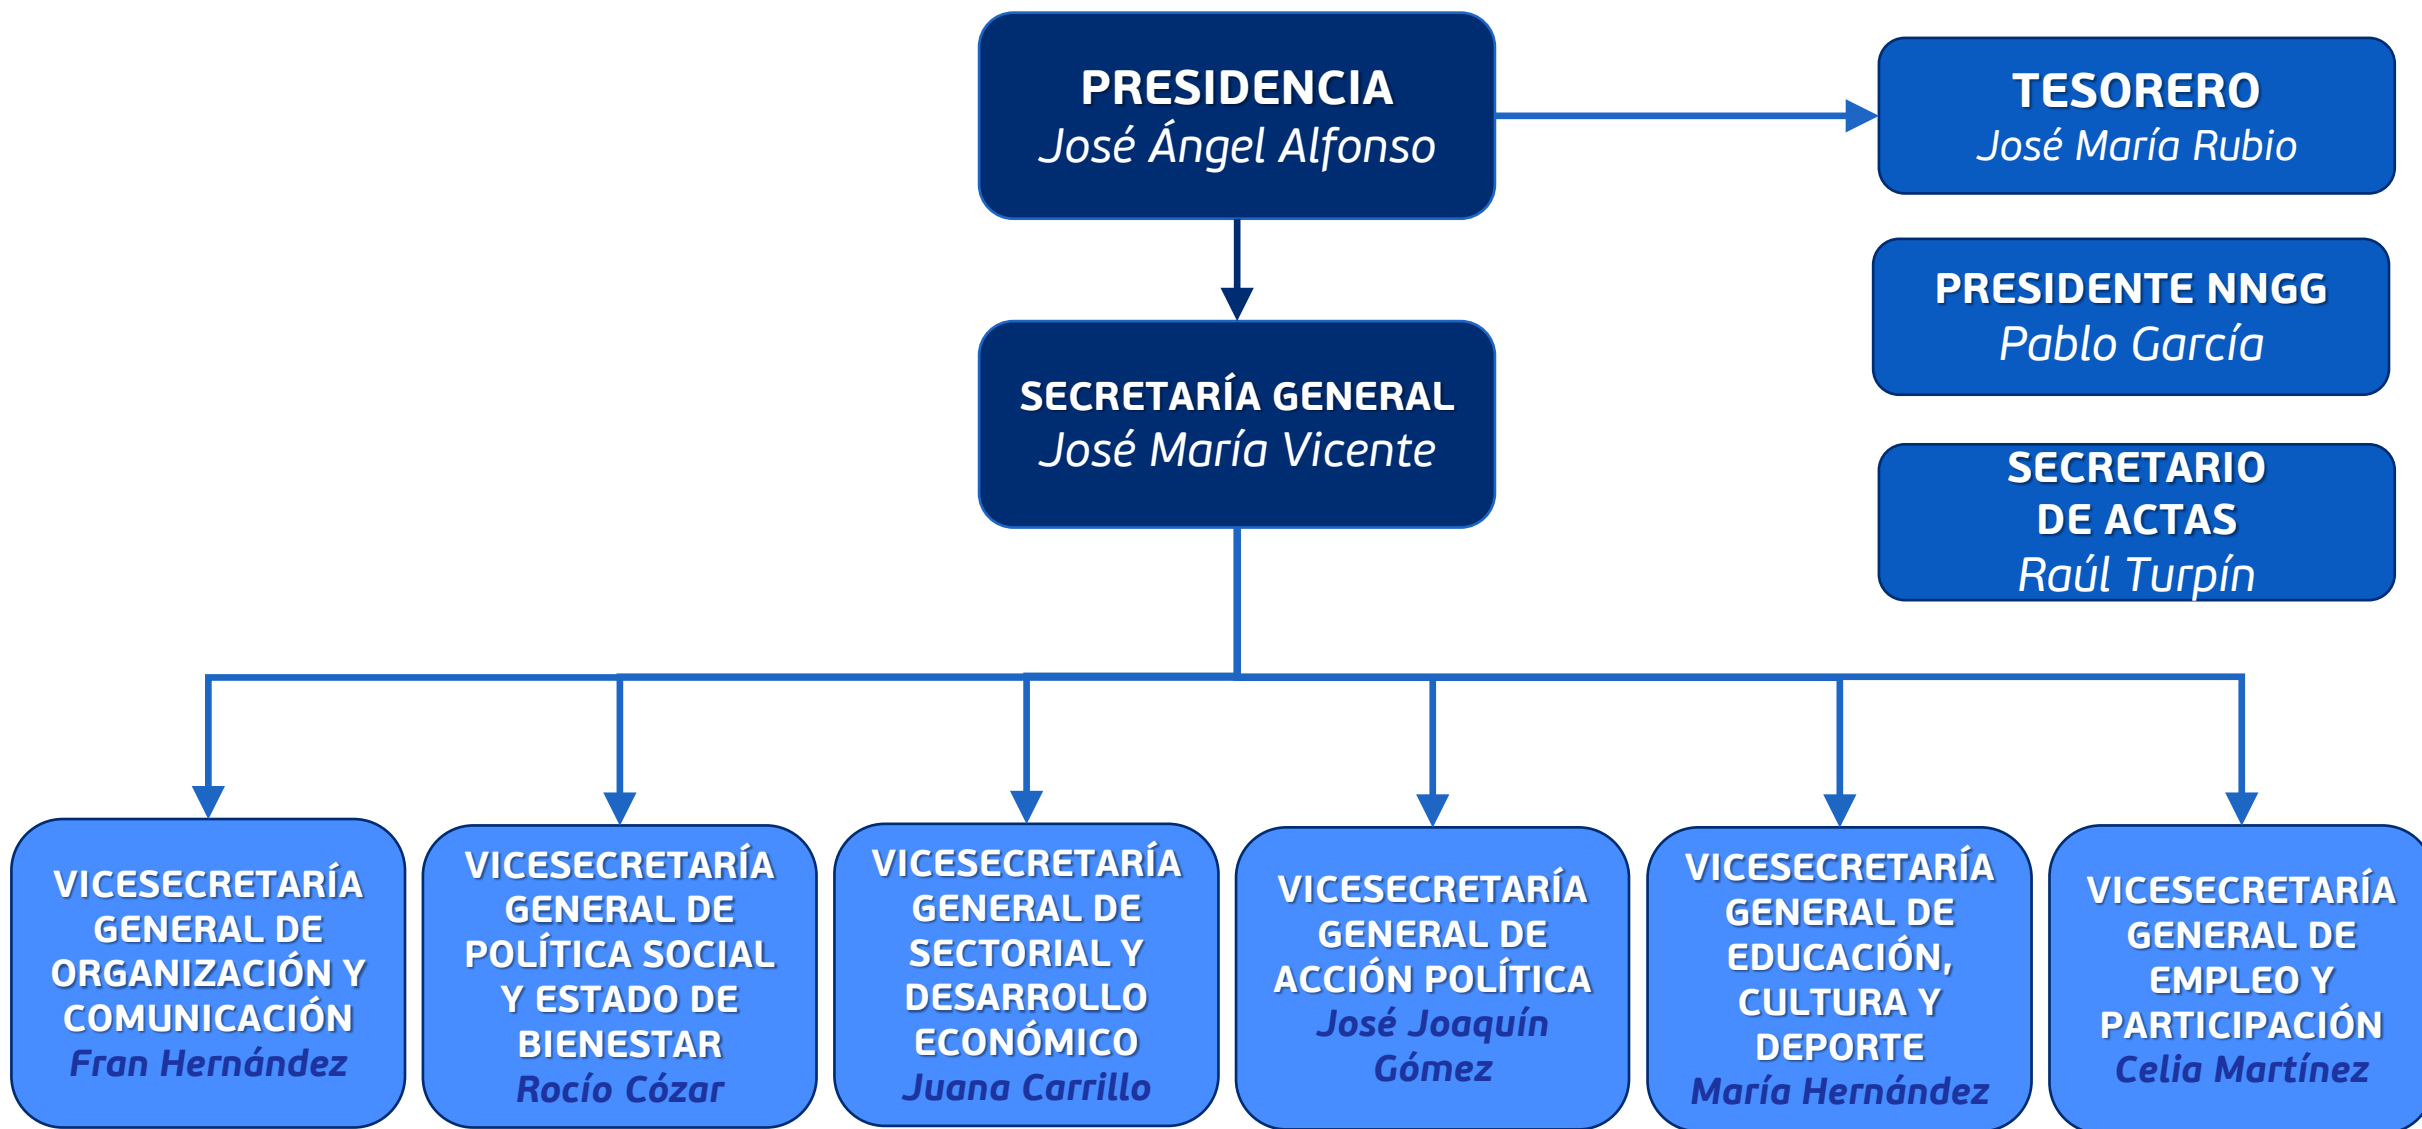 PRESIDENCIA
José Ángel Alfonso
TESORERO
José María Rubio
PRESIDENTE NNGG
Pablo García
SECRETARÍA GENERAL
José María Vicente
SECRETARIO
DE ACTAS
Raúl Turpín
VICESECRETARÍA
GENERAL DE
ORGANIZACIÓN Y
COMUNICACIÓN
Fran Hernández
VICESECRETARÍA
GENERAL DE
POLÍTICA SOCIAL
Y ESTADO DE
BIENESTAR
Rocío Cózar
VICESECRETARÍA
GENERAL DE
SECTORIAL Y
DESARROLLO
ECONÓMICO
Juana Carrillo
VICESECRETARÍA
GENERAL DE
ACCIÓN POLÍTICA
José Joaquín
Gómez
VICESECRETARÍA
GENERAL DE
EDUCACIÓN,
CULTURA Y
DEPORTE
María Hernández
VICESECRETARÍA
GENERAL DE
EMPLEO Y
PARTICIPACIÓN
Celia Martínez